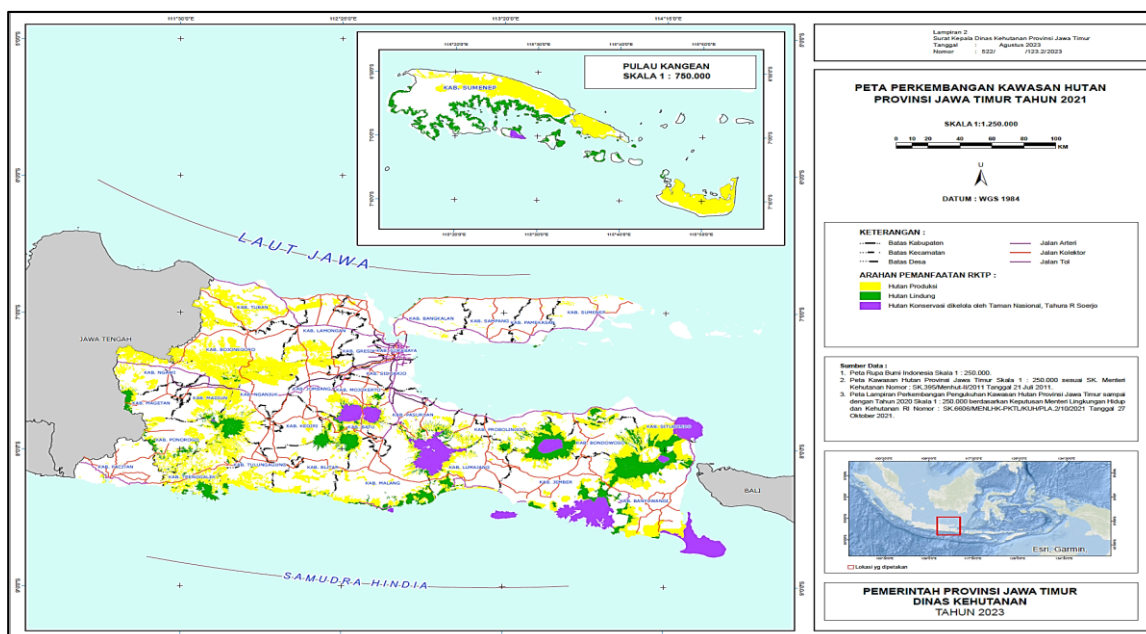 111°30'0"E
112°20'0"E
113°10'0"E
114°10'0"E
PULAU KANGEAN
SKALA 1 : 750.000
KAB. SUMENEP
LAUT JAWA
JAWA TENGAH
KAB. TUBAN
KAB. LAMONGAN
KAB. BOJONEGORO
KAB. NGAWI
KAB. BANGKALAN
KAB. SAMPANG
KAB. PAMEKASAN
KAB. SUMENEP
KAB. SIDOARJO
KAB. MAGETAN
KAB. MADIUN
KAB. NGANJUK
KAB. MOJOKERTO
KAB. PASURUAN
KAB. PONOROGO
KAB. KEDIRI
KAB. PROBOLINGGO
KAB. BONDOWOSO
KAB. SITUBONDO
KAB. PACITAN
KAB. TRENGGALEK
KAB. TULUNGAGUNG
KAB. BLITAR
KAB. MALANG
KAB. LUMAJANG
KAB. JEMBER
KAB. BANYUWANGI
BALI
SAMUDRA HINDIA
Lampiran 2
Surat Kepala Dinas Kehutanan Provinsi Jawa Timur
Tanggal : Agustus 2023
Nomor : 522/ /123.2/2023
PETA PERKEMBANGAN KAWASAN HUTAN
PROVINSI JAWA TIMUR TAHUN 2021
SKALA 1:1.250.000
0 10 20 40 60 80 100
KM
U
DATUM : WGS 1984
KETERANGAN :
Batas Kabupaten
Batas Kecamatan
Batas Desa
Jalan Arteri
Jalan Kolektor
Jalan Tol
ARAHAN PEMANFAATAN RKTP :
Hutan Produksi
Hutan Lindung
Hutan Konservasi dikelola oleh Taman Nasional, Tahura R Soerjo
Sumber Data :
1. Peta Rupa Bumi Indonesia Skala 1 : 250.000.
2. Peta Kawasan Hutan Provinsi Jawa Timur Skala 1 : 250.000 sesuai SK. Menteri
Kehutanan Nomor : SK.395/Menhut-II/2011 Tanggal 21 Juli 2011.
3. Peta Lampiran Perkembangan Pengukuhan Kawasan Hutan Provinsi Jawa Timur sampai
dengan Tahun 2020 Skala 1 : 250.000 berdasarkan Keputusan Menteri Lingkungan Hidup
dan Kehutanan RI Nomor : SK.6606/MENLHK-PKTL/KUH/PLA.2/10/2021 Tanggal 27
Oktober 2021.
Esri, Garmin
Lokasi yg dipetakan
PEMERINTAH PROVINSI JAWA TIMUR
DINAS KEHUTANAN
TAHUN 2023